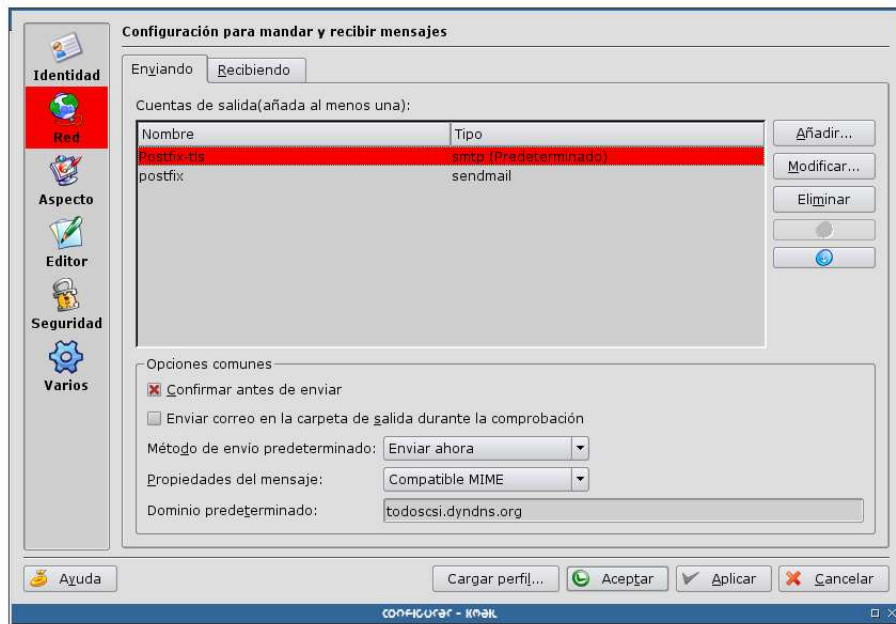 Configuración para mandar y recibir mensajes
Identidad
Red
Aspecto
Editor
Seguridad
Varios
Enviando
Recibiendo
Cuentas de salida(añada al menos una):
Nombre Tipo
Postfix-tls smtp (Predeterminado)
postfix sendmail
Añadir...
Modificar...
Eliminar
Opciones comunes
Confirmar antes de enviar
Enviar correo en la carpeta de salida durante la comprobación
Método de envío predeterminado: Enviar ahora
Propiedades del mensaje: Compatible MIME
Dominio predeterminado: todoscsi.dyndns.org
Ayuda
Cargar perfil...
Aceptar
Aplicar
Cancelar